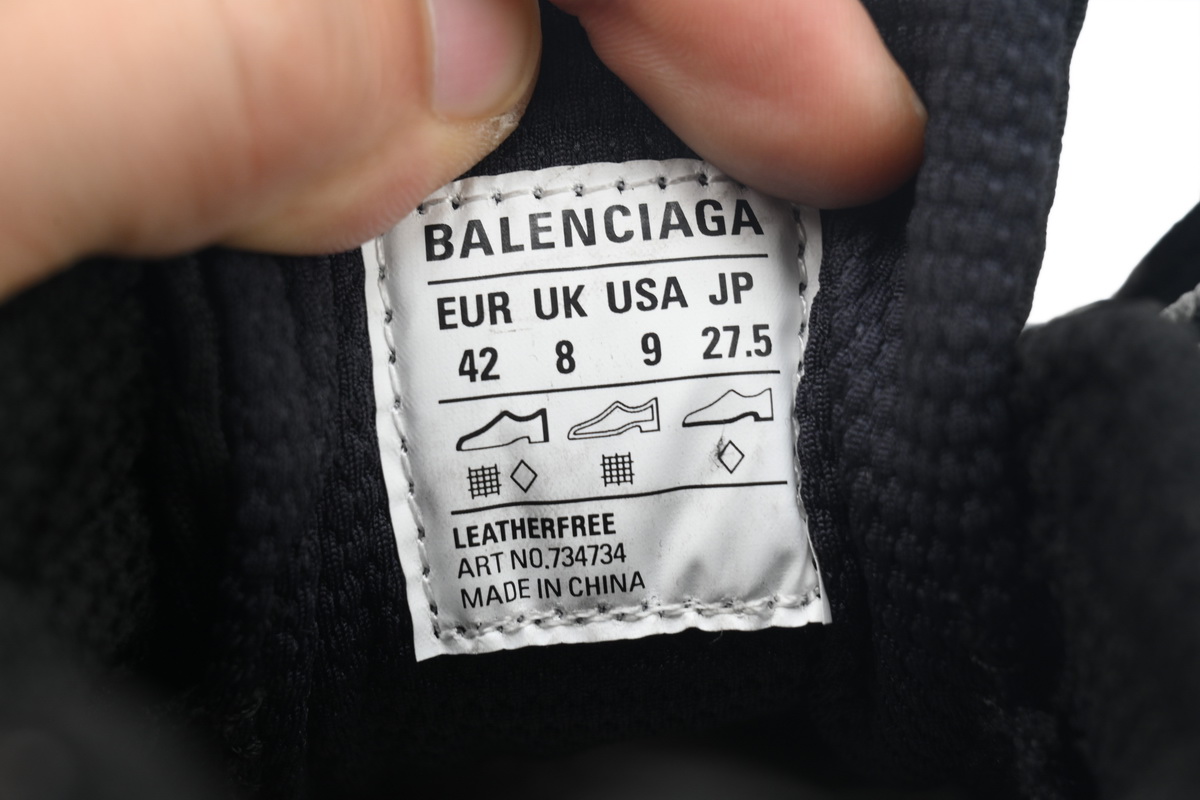 BALENCIAGA
EUR UK USA JP
42 8 9 27.5
LEATHERFREE
ART NO.734734
MADE IN CHINA